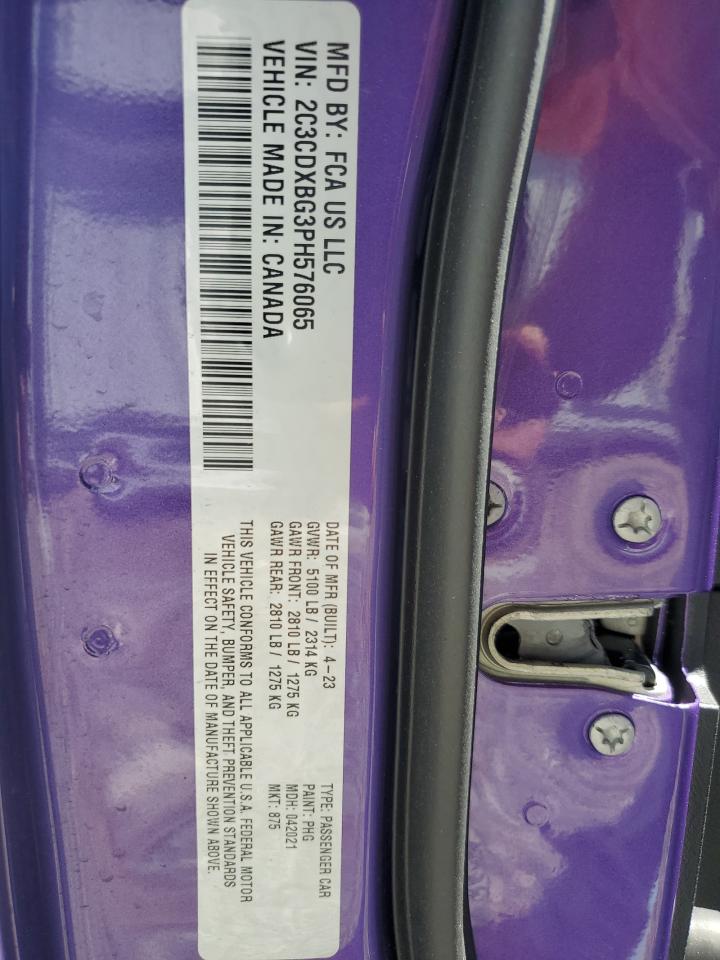 MFD BY: FCA US LLC
VIN: 2C3CDXBG3PH576065
VEHICLE MADE IN: CANADA
DATE OF MFR (BUILT): 4-23
GVWR: 5100 LB / 2314 KG
GAWR FRONT: 2810 LB / 1275 KG
GAWR REAR: 2810 LB / 1275 KG
TYPE: PASSENGER CAR
PAINT: PHG
MDH: 042021
MKT: 875
THIS VEHICLE CONFORMS TO ALL APPLICABLE U.S.A. FEDERAL MOTOR
VEHICLE SAFETY, BUMPER, AND THEFT PREVENTION STANDARDS
IN EFFECT ON THE DATE OF MANUFACTURE SHOWN ABOVE.